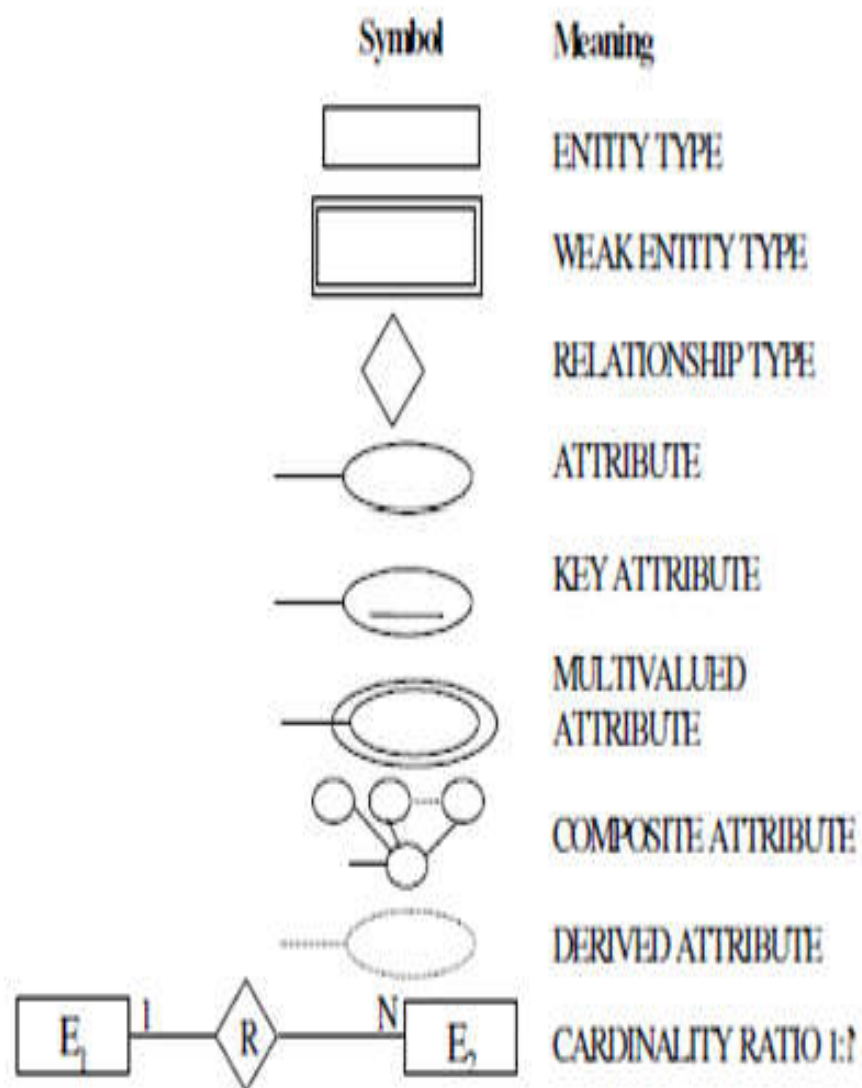 Symbol Meaning
ENTITY TYPE
WEAK ENTITY TYPE
RELATIONSHIP TYPE
ATTRIBUTE
KEY ATTRIBUTE
MULTIVALUED
ATTRIBUTE
COMPOSITE ATTRIBUTE
DERIVED ATTRIBUTE
E1 1 R N E2 CARDINALITY RATIO 1: